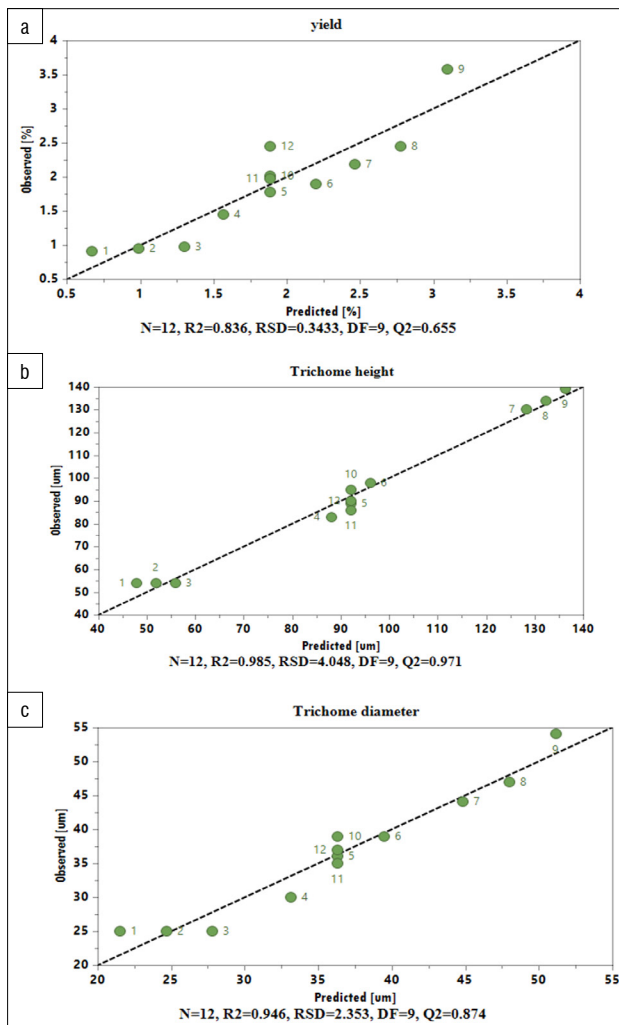 a
yield
4
3.5
3
2.5
2
1.5
1
0.5
Observed [%]
9
12
8
7
11 10
6
5
4
3
2
1
0.5 1 1.5 2 2.5 3 3.5 4
Predicted [%]
N=12, R2=0.836, RSD=0.3433, DF=9, Q2=0.655
b
Trichome height
140
130
120
110
100
90
80
70
60
50
40
Observed [um]
9
8
7
10
6
12 5
4
11
2
1 3
40 50 60 70 80 90 100 110 120 130 140
Predicted [um]
N=12, R2=0.985, RSD=4.048, DF=9, Q2=0.971
c
Trichome diameter
55
50
45
40
35
30
25
20
Observed [um]
9
8
7
10 6
12 5
11
4
1 2 3
20 25 30 35 40 45 50 55
Predicted [um]
N=12, R2=0.946, RSD=2.353, DF=9, Q2=0.874